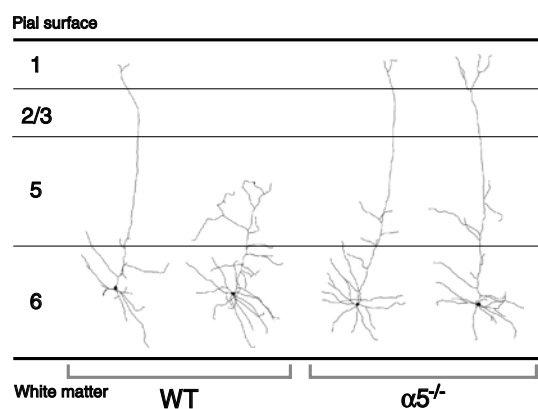 Pial surface
1
2/3
5
6
White matter
WT
α5-/-